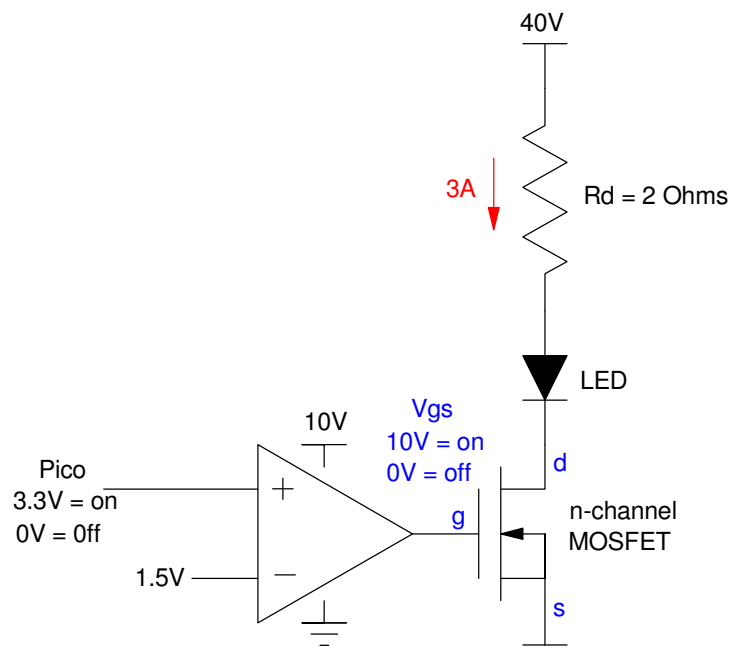 40V
3A
Rd = 2 Ohms
LED
Vgs
10V = on
0V = off
10V
Pico
3.3V = on
0V = 0ff
+
−
1.5V
g
d
n-channel
MOSFET
s